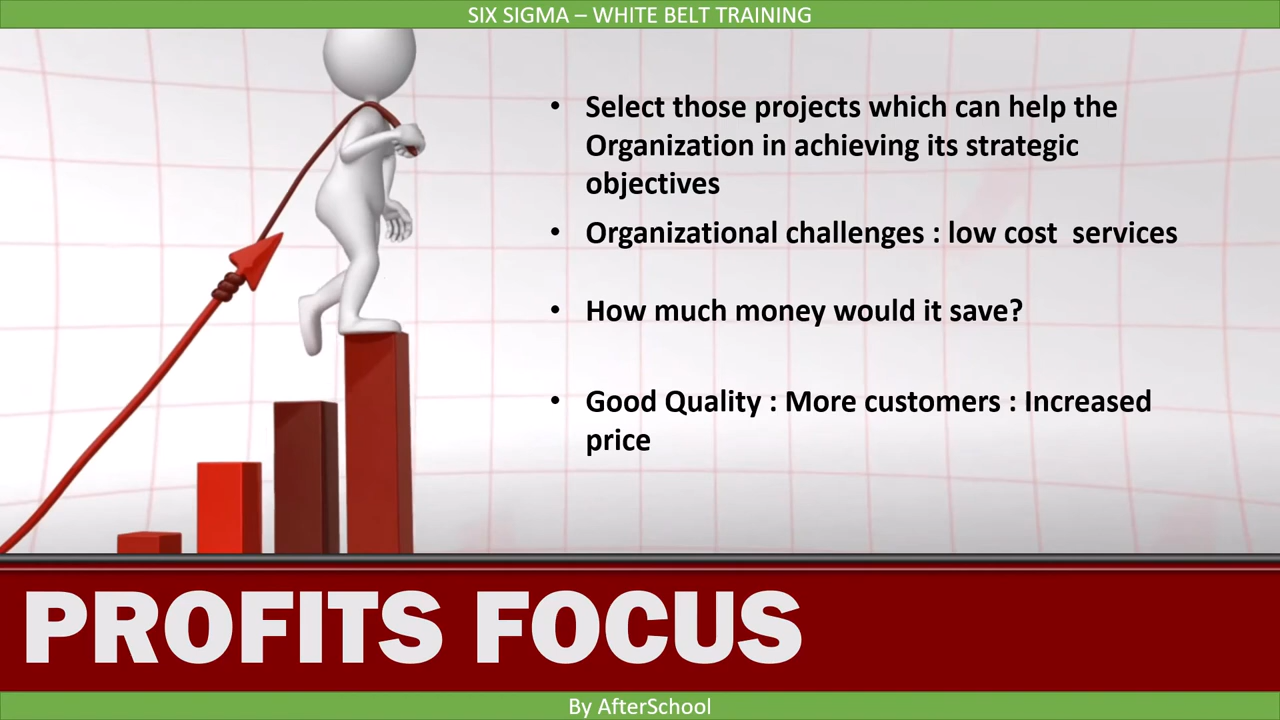 SIX SIGMA – WHITE BELT TRAINING
• Select those projects which can help the
Organization in achieving its strategic
objectives
• Organizational challenges : low cost  services
• How much money would it save?
• Good Quality : More customers : Increased
price
PROFITS FOCUS
By AfterSchool